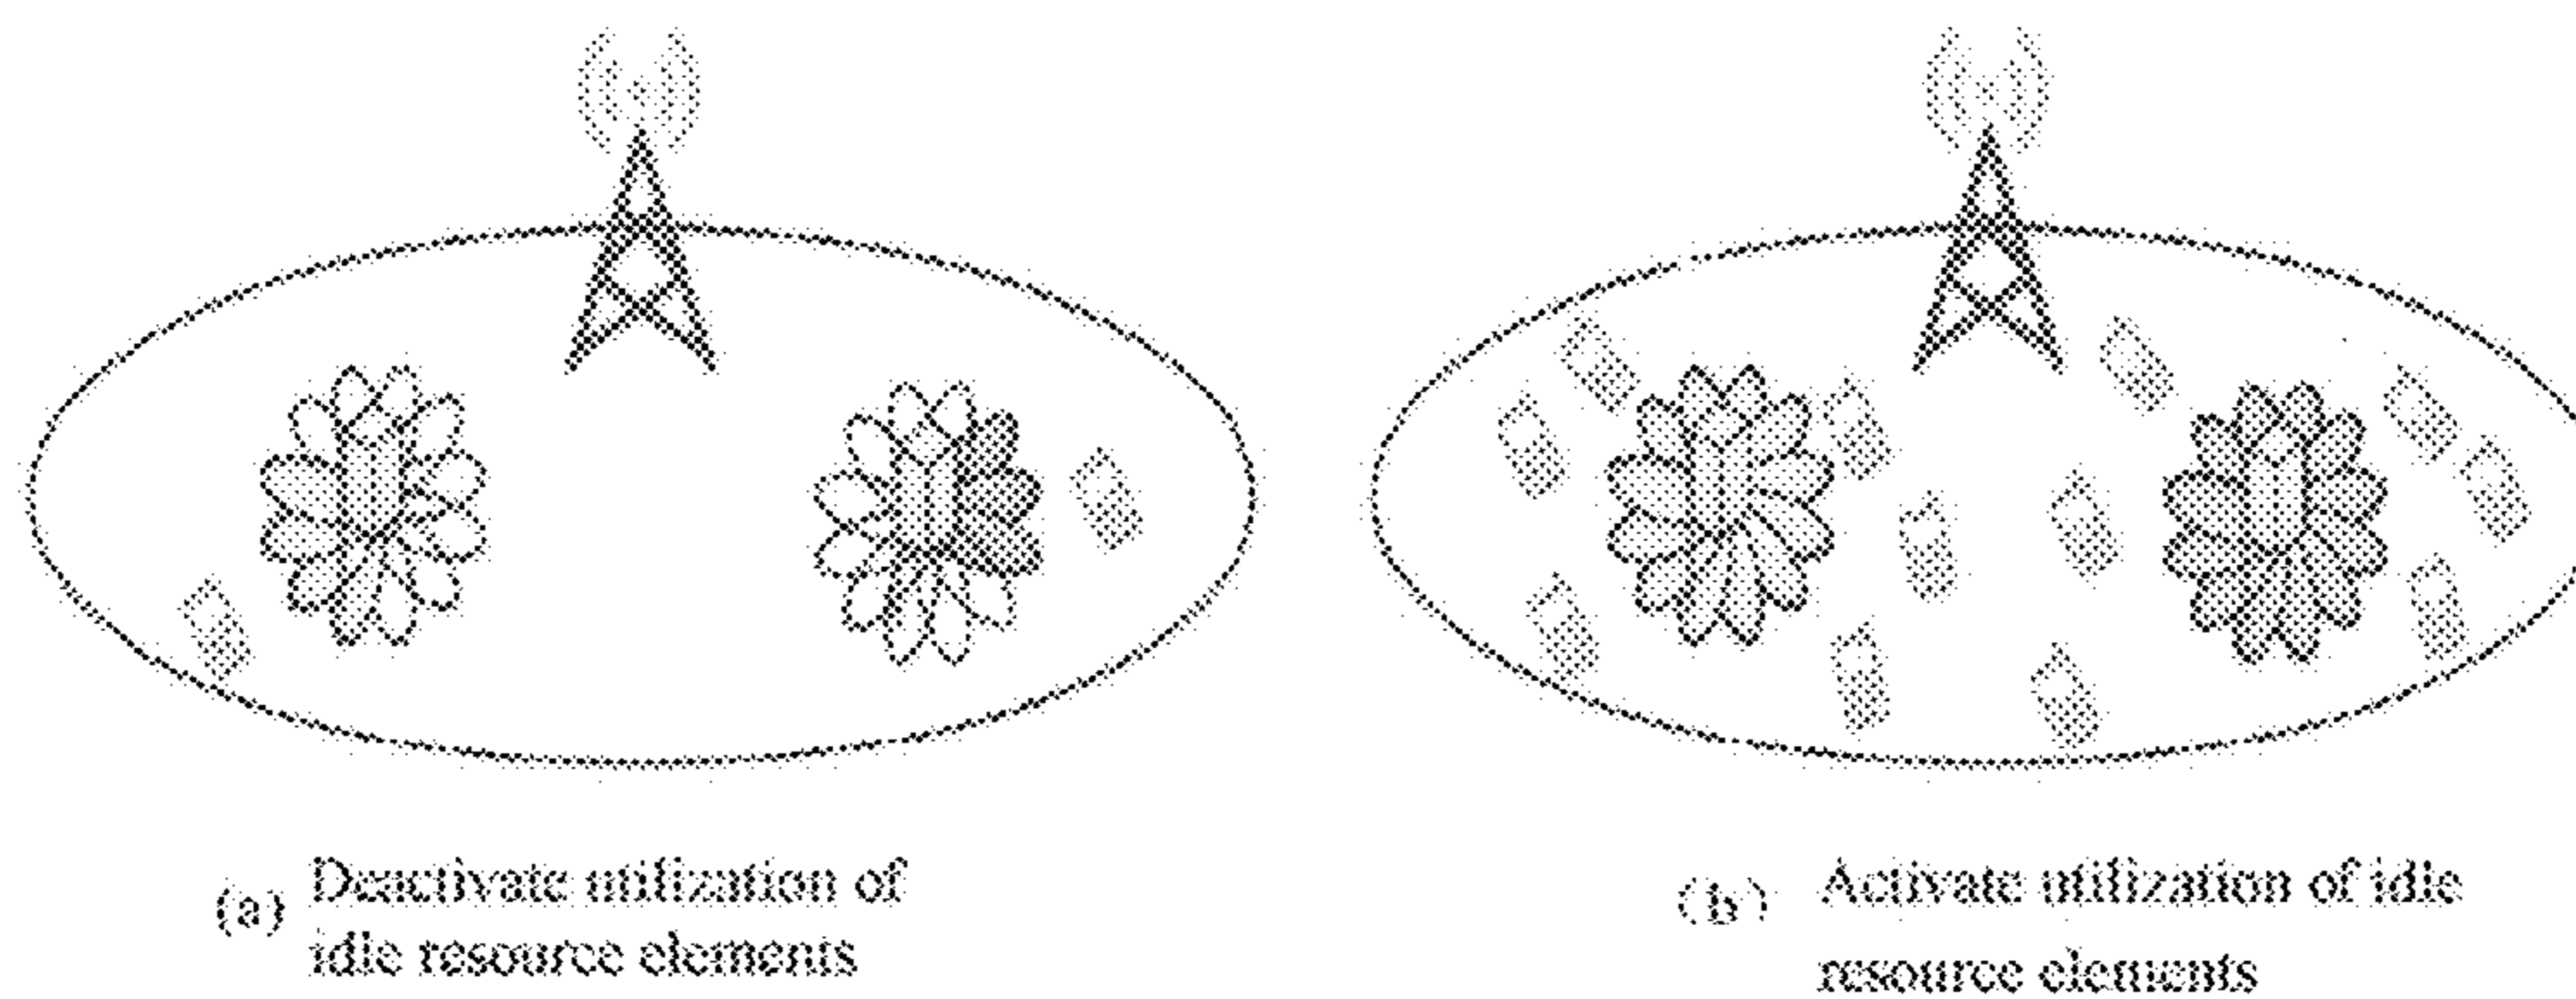 (a) Deactivate utilization of
idle resource elements
(b) Activate utilization of idle
resource elements